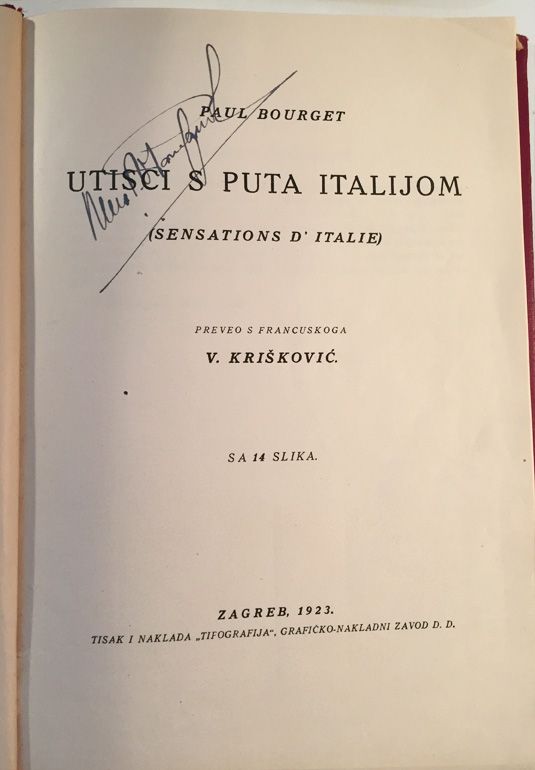 PAUL BOURGET
UTISCI S PUTA ITALIJOM
(SENSATIONS D' ITALIE)
PREVEO S FRANCUSKOGA
V. KRIŠKOVIĆ.
SA 14 SLIKA.
ZAGREB, 1923.
TISAK I NAKLADA „TIPOGRAFIJA“, GRAFIČKO-NAKLADNI ZAVOD D. D.